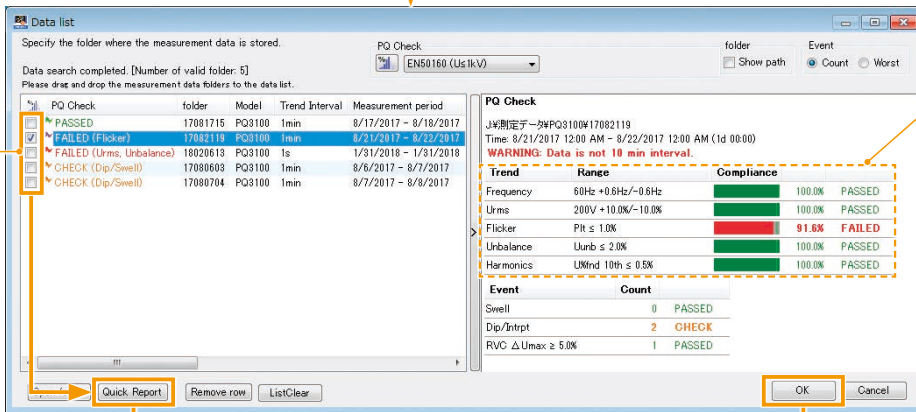 Data list
Specify the folder where the measurement data is stored.
Data search completed. [Number of valid folder: 5]
Please drag and drop the measurement data folders to the data list.
PQ Check
EN50160 (U≤1kV)
folder
Show path
Event
Count Worst
PQ Check folder Model Trend Interval Measurement period
PASSED 17081715 PQ3100 1min 8/17/2017 - 8/18/2017
FAILED (Flicker) 17082119 PQ3100 1min 8/21/2017 - 8/22/2017
FAILED (Urms, Unbalance) 18020613 PQ3100 1s 1/31/2018 - 1/31/2018
CHECK (Dip/Swell) 17080603 PQ3100 1min 8/6/2017 - 8/7/2017
CHECK (Dip/Swell) 17080704 PQ3100 1min 8/7/2017 - 8/8/2017
PQ Check
J:¥測定データ¥PQ3100¥17082119
Time: 8/21/2017 12:00 AM - 8/22/2017 12:00 AM (1d 00:00)
WARNING: Data is not 10 min interval.
Trend Range Compliance
Frequency 60Hz +0.6Hz/-0.6Hz 100.0% PASSED
Urms 200V +10.0%/-10.0% 100.0% PASSED
Flicker Plt ≤ 1.0% 91.6% FAILED
Unbalance Uunb ≤ 2.0% 100.0% PASSED
Harmonics U%fnd 10th ≤ 0.5% 100.0% PASSED
Event Count
Swell 0 PASSED
Dip/Intrpt 2 CHECK
RVC ΔUmax ≥ 5.0% 1 PASSED
Quick Report Remove row ListClear
OK Cancel